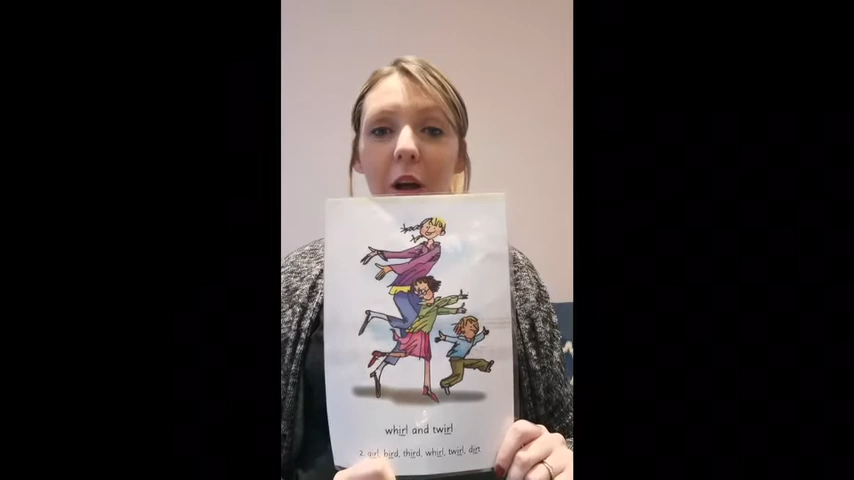 whirl and twirl
2. girl, bird, third, whirl, twirl, dirt